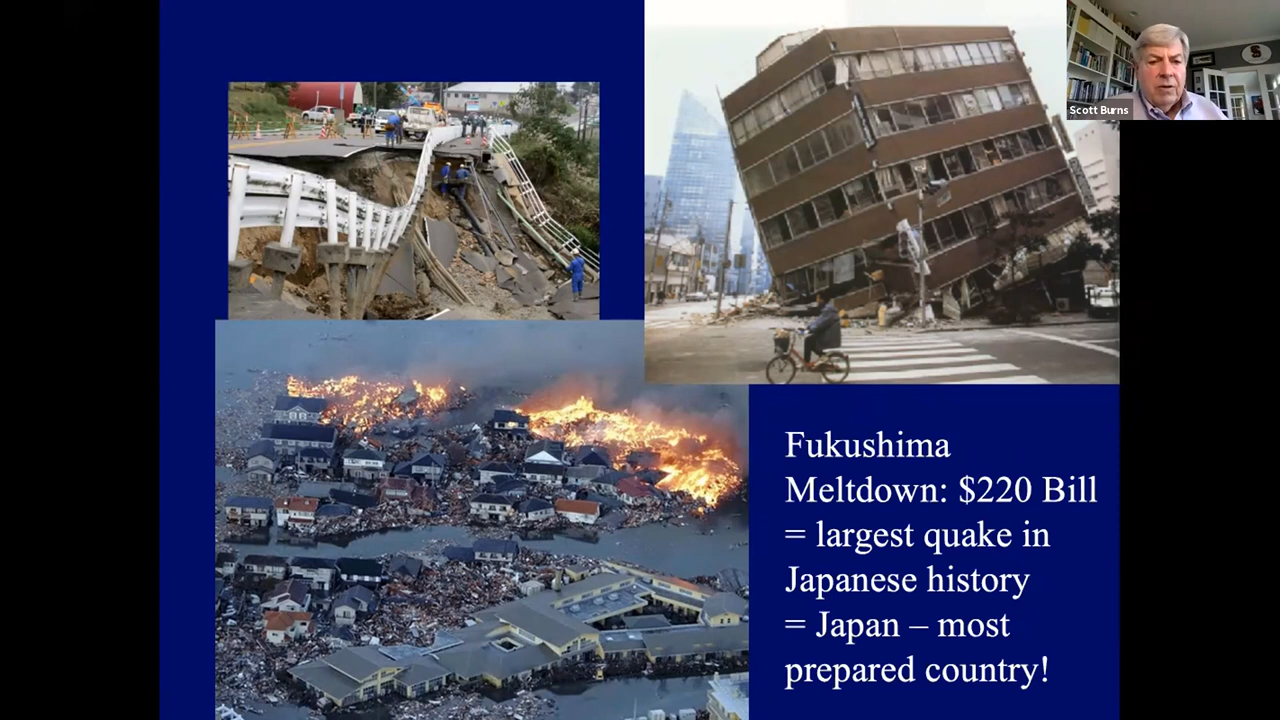 Scott Burns
Fukushima
Meltdown: $220 Bill
= largest quake in
Japanese history
= Japan – most
prepared country!